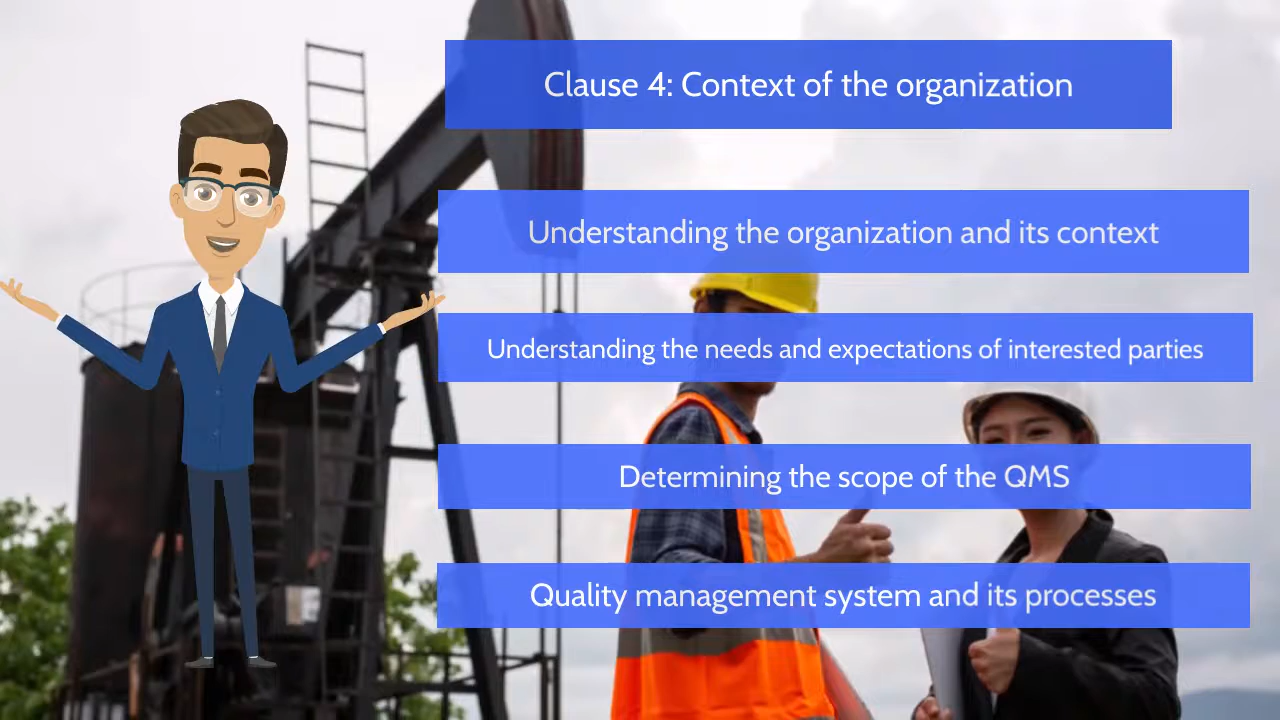 Clause 4: Context of the organization
Understanding the organization and its context
Understanding the needs and expectations of interested parties
Determining the scope of the QMS
Quality management system and its processes